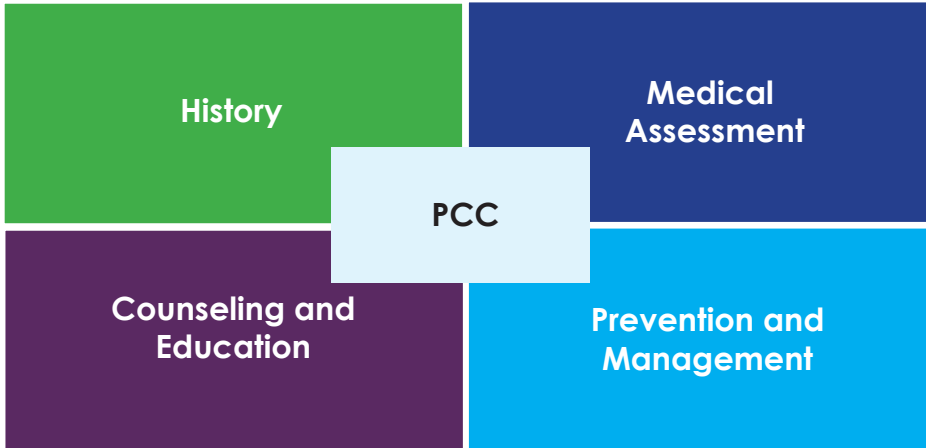 History
Medical
Assessment
PCC
Counseling and
Education
Prevention and
Management